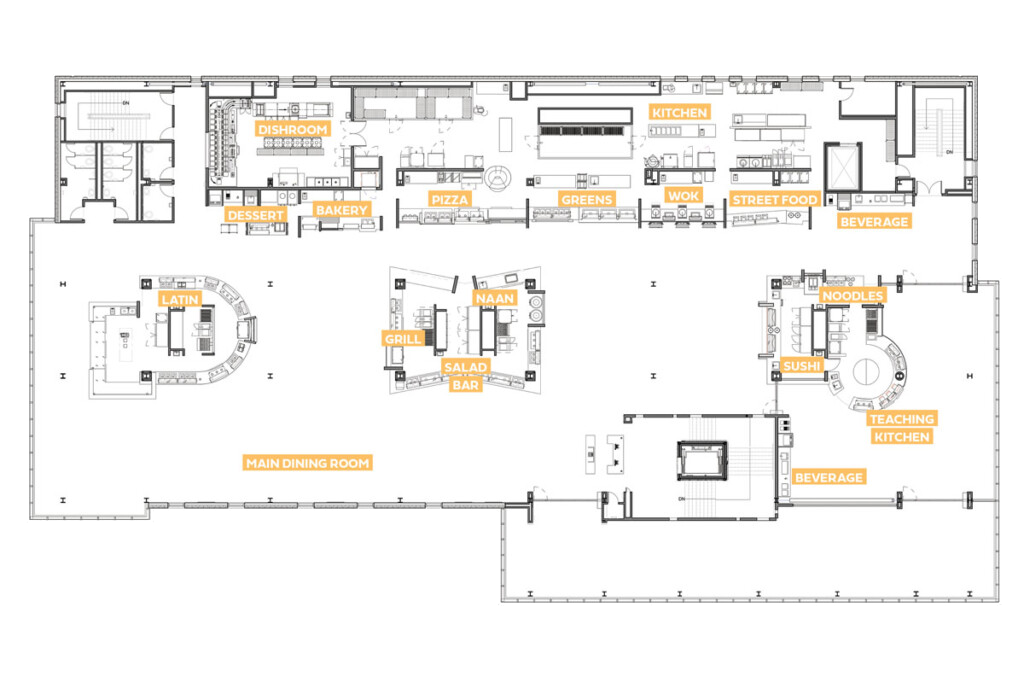 DN
DISHROOM
KITCHEN
DN
DESSERT
BAKERY
PIZZA
GREENS
WOK
STREET FOOD
BEVERAGE
LATIN
NAAN
NOODLES
GRILL
SALAD
BAR
SUSHI
TEACHING
KITCHEN
MAIN DINING ROOM
BEVERAGE
DN